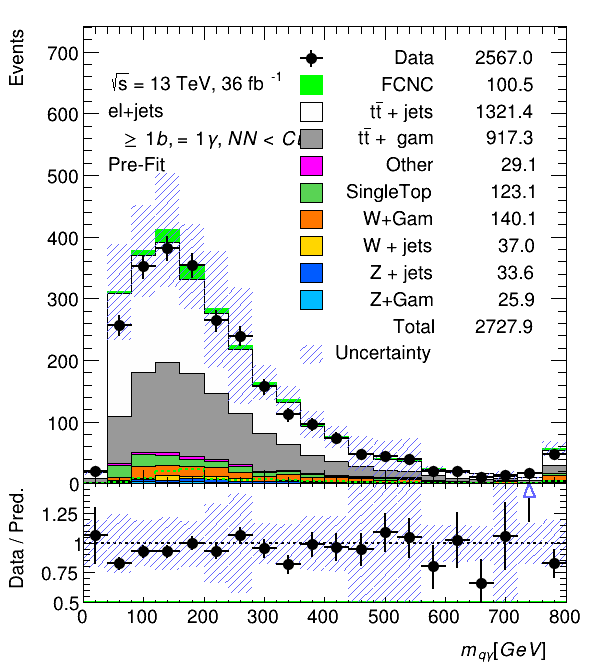 Events
700
600
500
400
300
200
100
0
√s = 13 TeV, 36 fb -1
el+jets
≥ 1b, = 1γ, NN < C
Pre-Fit
Data 2567.0
FCNC 100.5
tt̄ + jets 1321.4
tt̄ + gam 917.3
Other 29.1
SingleTop 123.1
W+Gam 140.1
W + jets 37.0
Z + jets 33.6
Z+Gam 25.9
Total 2727.9
Uncertainty
Data / Pred.
1.25
1
0.75
0.5
0 100 200 300 400 500 600 700 800
m_qγ[GeV]